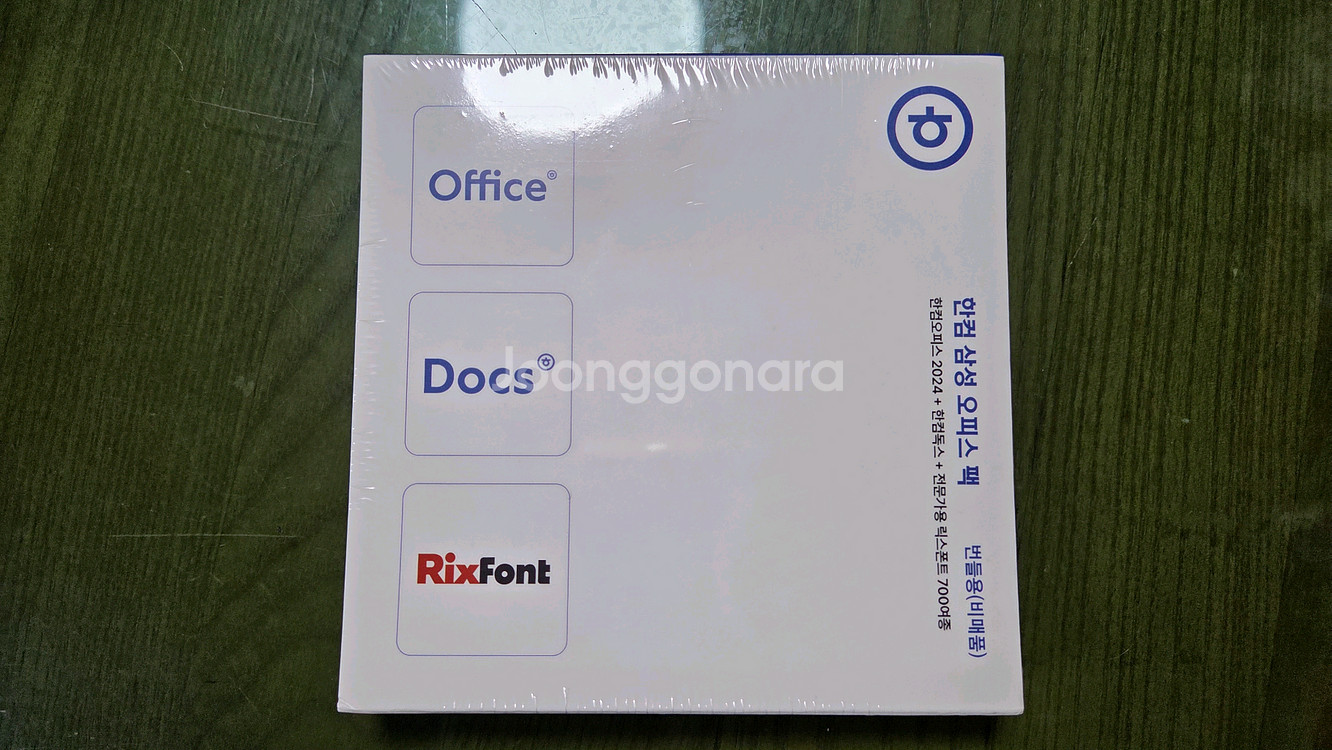 Office
Docs
RixFont
한컴 삼성 오피스 팩 번들용(비매품)
한컴오피스 2024 + 한컴독스 + 전문가용 릭스폰트 700여종
joonggonara